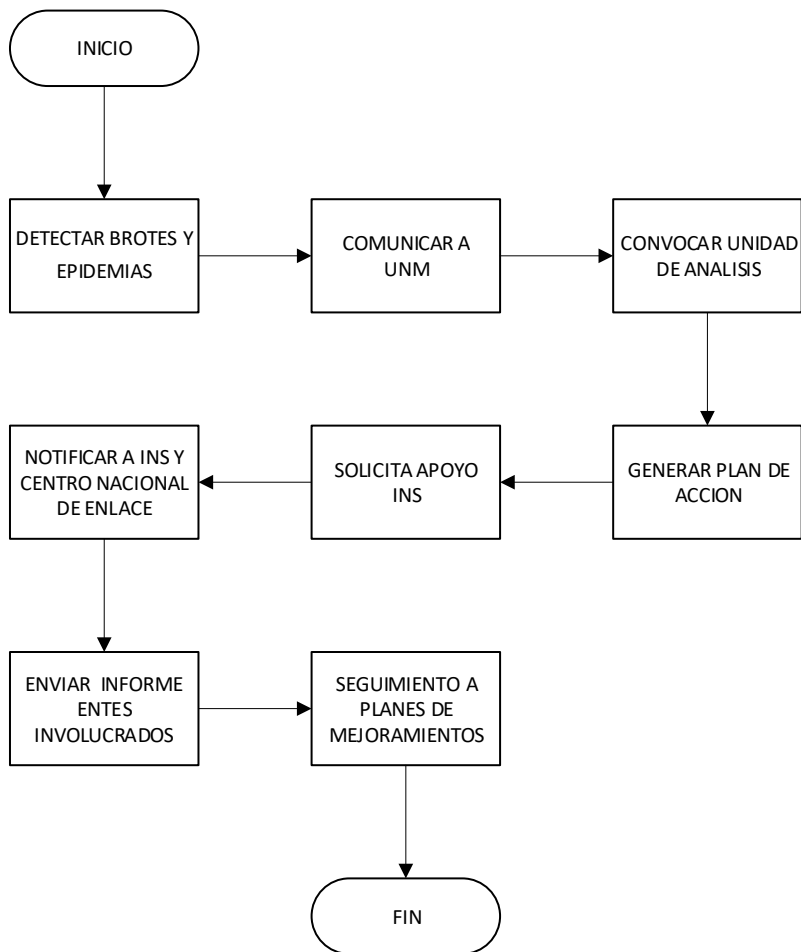 INICIO
DETECTAR BROTES Y
EPIDEMIAS
COMUNICAR A
UNM
CONVOCAR UNIDAD
DE ANALISIS
GENERAR PLAN DE
ACCION
SOLICITA APOYO
INS
NOTIFICAR A INS Y
CENTRO NACIONAL
DE ENLACE
ENVIAR INFORME
ENTES
INVOLUCRADOS
SEGUIMIENTO A
PLANES DE
MEJORAMIENTOS
FIN